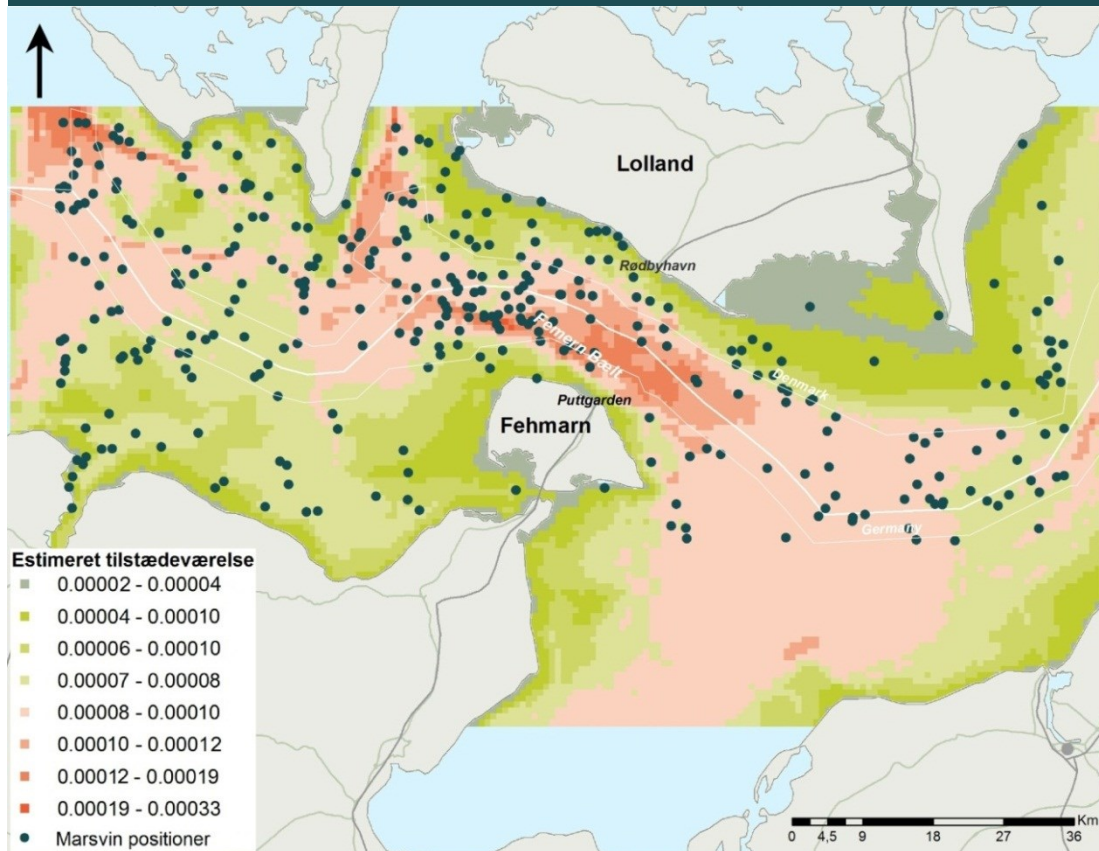 Lolland
Rødbyhavn
Femern Bælt
Denmark
Puttgarden
Fehmarn
Germany
Estimeret tilstædeværelse
0.00002 - 0.00004
0.00004 - 0.00010
0.00006 - 0.00010
0.00007 - 0.00008
0.00008 - 0.00010
0.00010 - 0.00012
0.00012 - 0.00019
0.00019 - 0.00033
Marsvin positioner
Km
0 4,5 9 18 27 36